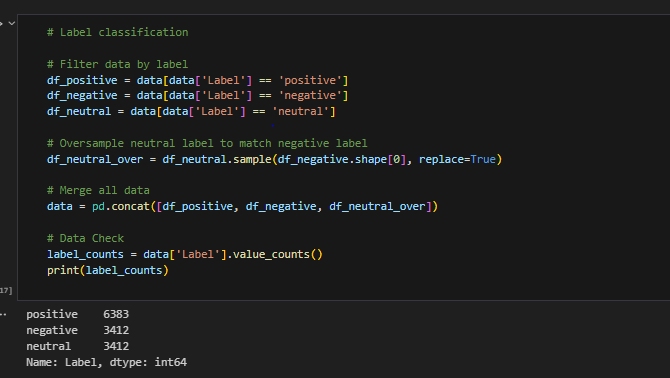 # Label classification
# Filter data by label
df_positive = data[data['Label'] == 'positive']
df_negative = data[data['Label'] == 'negative']
df_neutral = data[data['Label'] == 'neutral']
# Oversample neutral label to match negative label
df_neutral_over = df_neutral.sample(df_negative.shape[0], replace=True)
# Merge all data
data = pd.concat([df_positive, df_negative, df_neutral_over])
# Data Check
label_counts = data['Label'].value_counts()
print(label_counts)
17]
positive    6383
negative    3412
neutral     3412
Name: Label, dtype: int64